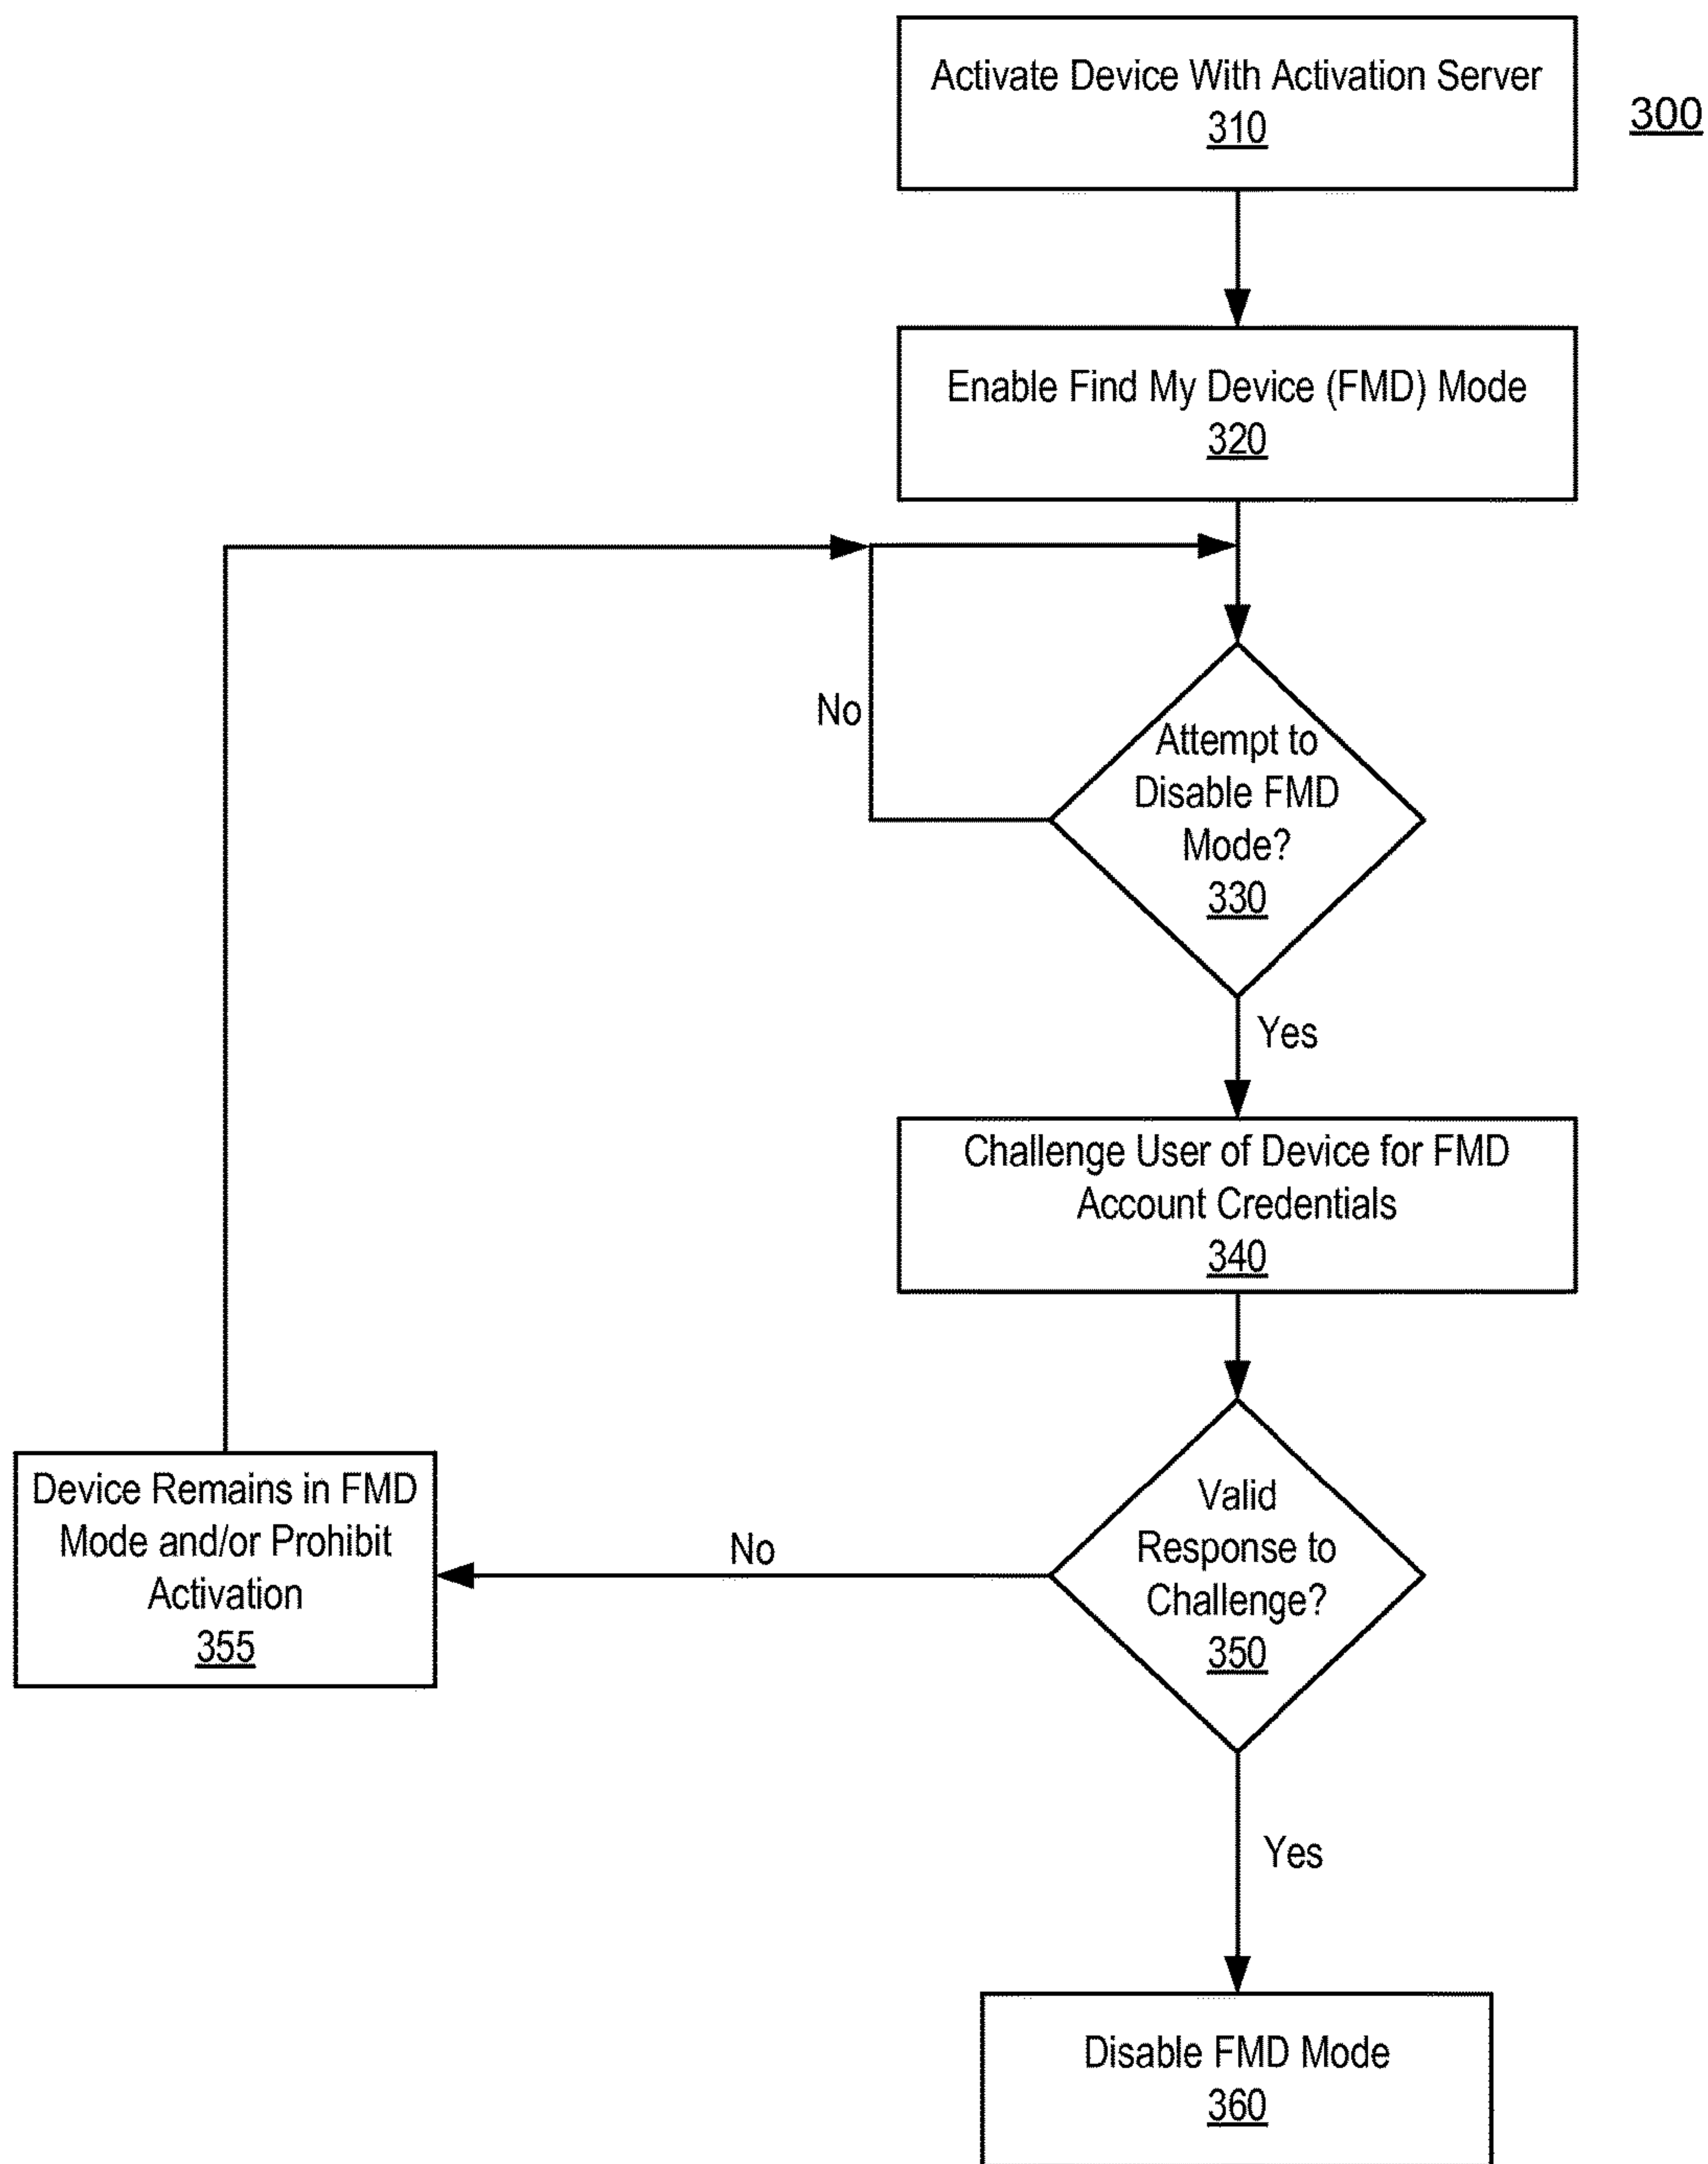 Activate Device With Activation Server
310
300
Enable Find My Device (FMD) Mode
320
No
Attempt to
Disable FMD
Mode?
330
Yes
Challenge User of Device for FMD
Account Credentials
340
Device Remains in FMD
Mode and/or Prohibit
Activation
355
No
Valid
Response to
Challenge?
350
Yes
Disable FMD Mode
360